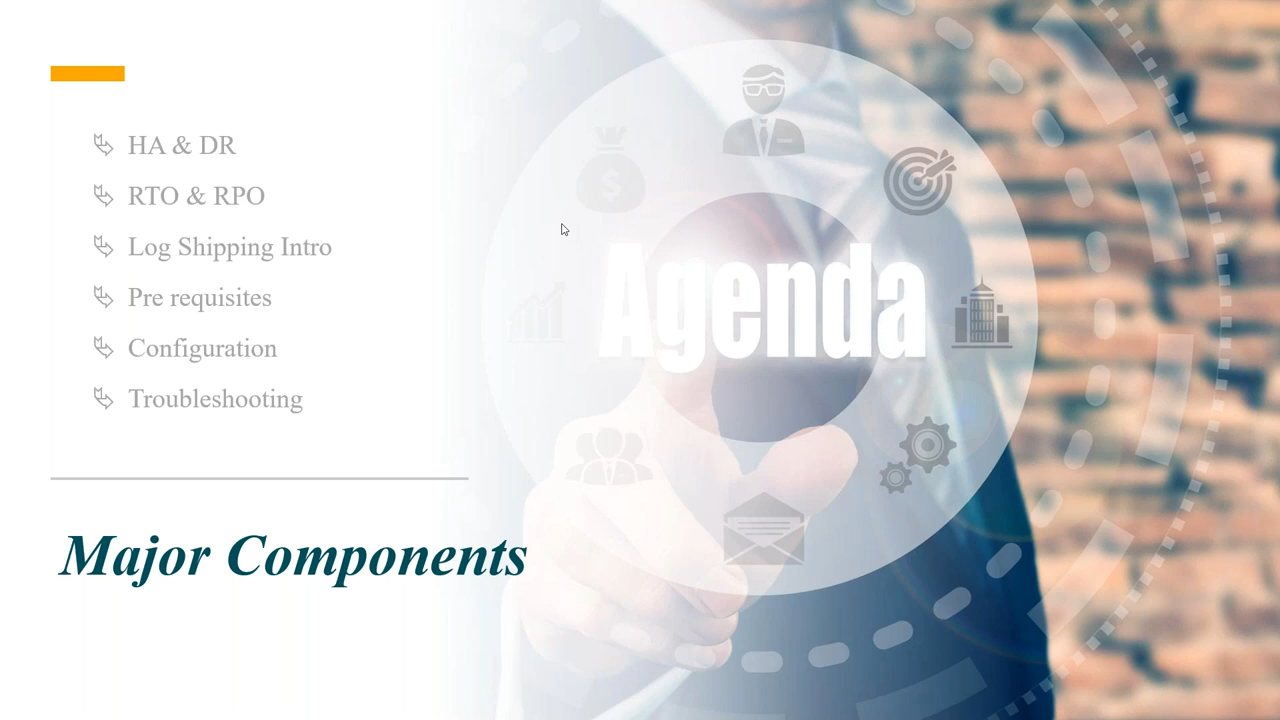 HA & DR
RTO & RPO
Log Shipping Intro
Pre requisites
Configuration
Troubleshooting
Agenda
Major Components